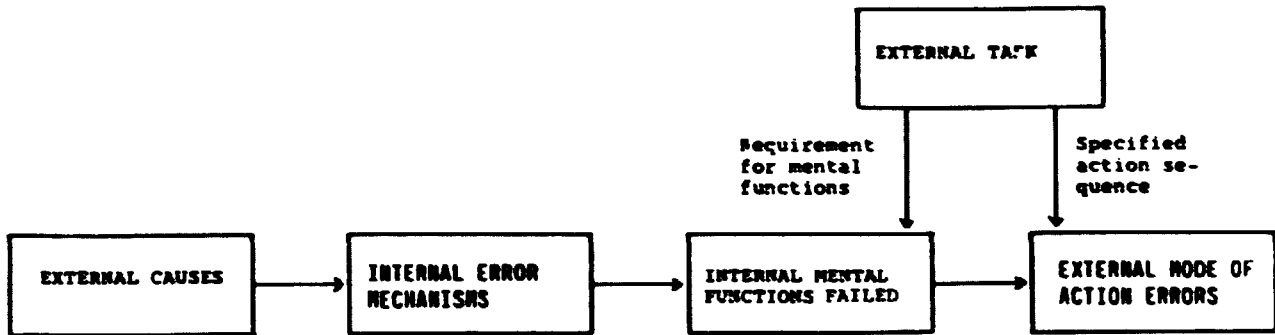 EXTERNAL TASK
Requirement
for mental
functions
Specified
action se-
quence
EXTERNAL CAUSES
INTERNAL ERROR
MECHANISMS
INTERNAL MENTAL
FUNCTIONS FAILED
EXTERNAL MODE OF
ACTION ERRORS